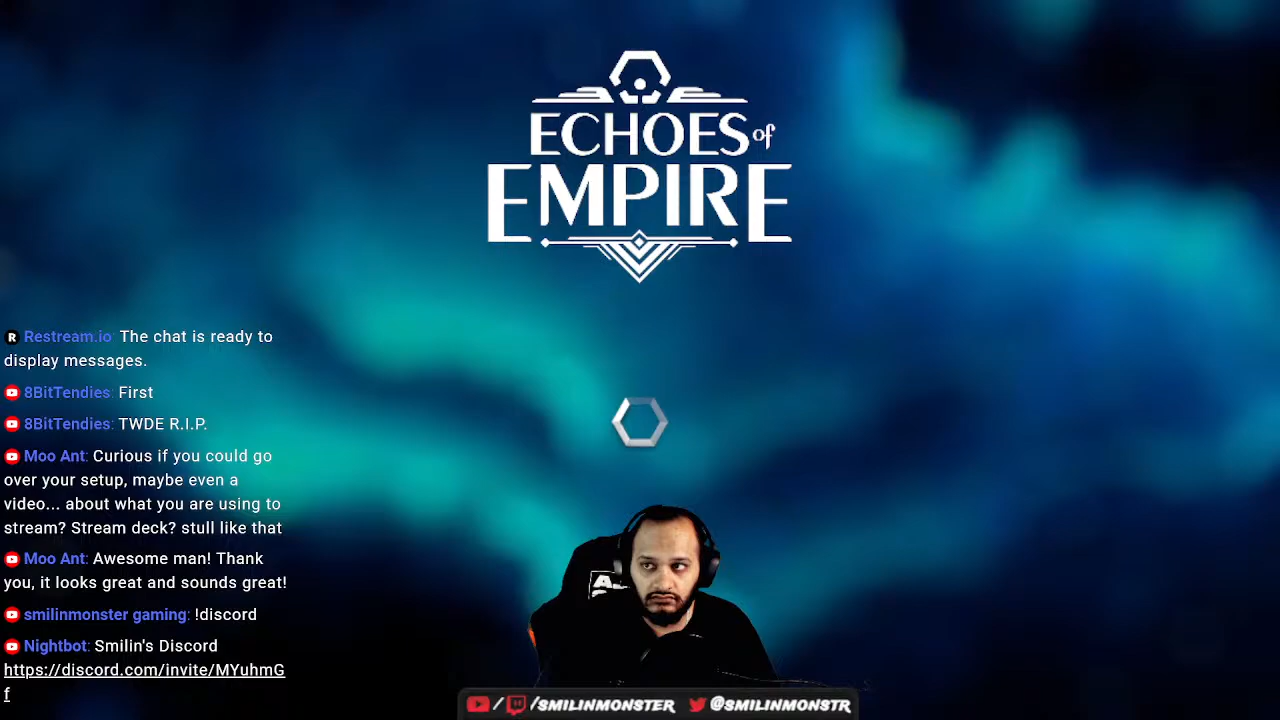 ECHOES of
EMPIRE
R Restream.io: The chat is ready to
display messages.
8BitTendies: First
8BitTendies: TWDE R.I.P.
Moo Ant: Curious if you could go
over your setup, maybe even a
video... about what you are using to
stream? Stream deck? stull like that
Moo Ant: Awesome man! Thank
you, it looks great and sounds great!
smilinmonster gaming: !discord
Nightbot: Smilin's Discord
https://discord.com/invite/MYuhmG
f
/ /SMILINMONSTER @SMILINMONSTR